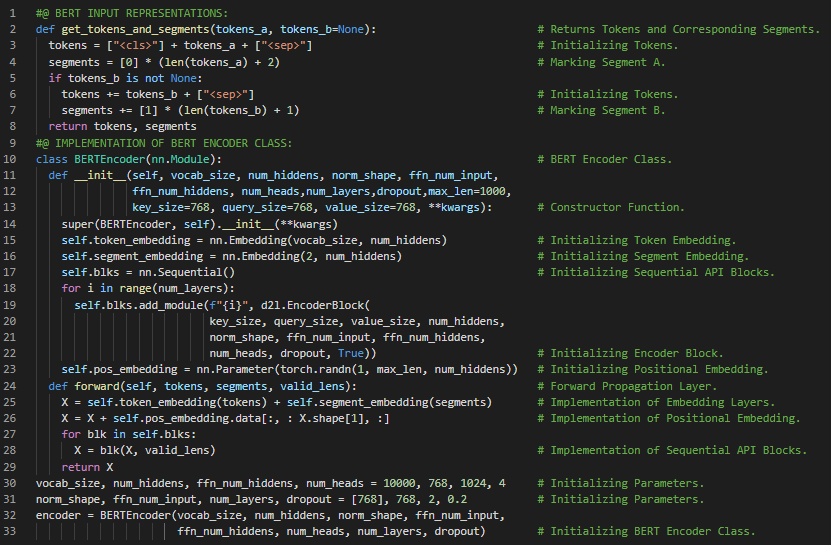 1 #@ BERT INPUT REPRESENTATIONS:
2 def get_tokens_and_segments(tokens_a, tokens_b=None): # Returns Tokens and Corresponding Segments.
3 tokens = ["<cls>"] + tokens_a + ["<sep>"] # Initializing Tokens.
4 segments = [0] * (len(tokens_a) + 2) # Marking Segment A.
5 if tokens_b is not None:
6 tokens += tokens_b + ["<sep>"] # Initializing Tokens.
7 segments += [1] * (len(tokens_b) + 1) # Marking Segment B.
8 return tokens, segments
9 #@ IMPLEMENTATION OF BERT ENCODER CLASS:
10 class BERTEncoder(nn.Module): # BERT Encoder Class.
11 def __init__(self, vocab_size, num_hiddens, norm_shape, ffn_num_input,
12 ffn_num_hiddens, num_heads,num_layers,dropout,max_len=1000,
13 key_size=768, query_size=768, value_size=768, **kwargs): # Constructor Function.
14 super(BERTEncoder, self).__init__(**kwargs)
15 self.token_embedding = nn.Embedding(vocab_size, num_hiddens) # Initializing Token Embedding.
16 self.segment_embedding = nn.Embedding(2, num_hiddens) # Initializing Segment Embedding.
17 self.blks = nn.Sequential() # Initializing Sequential API Blocks.
18 for i in range(num_layers):
19 self.blks.add_module(f"{i}", d2l.EncoderBlock(
20 key_size, query_size, value_size, num_hiddens,
21 norm_shape, ffn_num_input, ffn_num_hiddens,
22 num_heads, dropout, True)) # Initializing Encoder Block.
23 self.pos_embedding = nn.Parameter(torch.randn(1, max_len, num_hiddens)) # Initializing Positional Embedding.
24 def forward(self, tokens, segments, valid_lens): # Forward Propagation Layer.
25 X = self.token_embedding(tokens) + self.segment_embedding(segments) # Implementation of Embedding Layers.
26 X = X + self.pos_embedding.data[:, : X.shape[1], :] # Implementation of Positional Embedding.
27 for blk in self.blks:
28 X = blk(X, valid_lens) # Implementation of Sequential API Blocks.
29 return X
30 vocab_size, num_hiddens, ffn_num_hiddens, num_heads = 10000, 768, 1024, 4 # Initializing Parameters.
31 norm_shape, ffn_num_input, num_layers, dropout = [768], 768, 2, 0.2 # Initializing Parameters.
32 encoder = BERTEncoder(vocab_size, num_hiddens, norm_shape, ffn_num_input,
33 ffn_num_hiddens, num_heads, num_layers, dropout) # Initializing BERT Encoder Class.